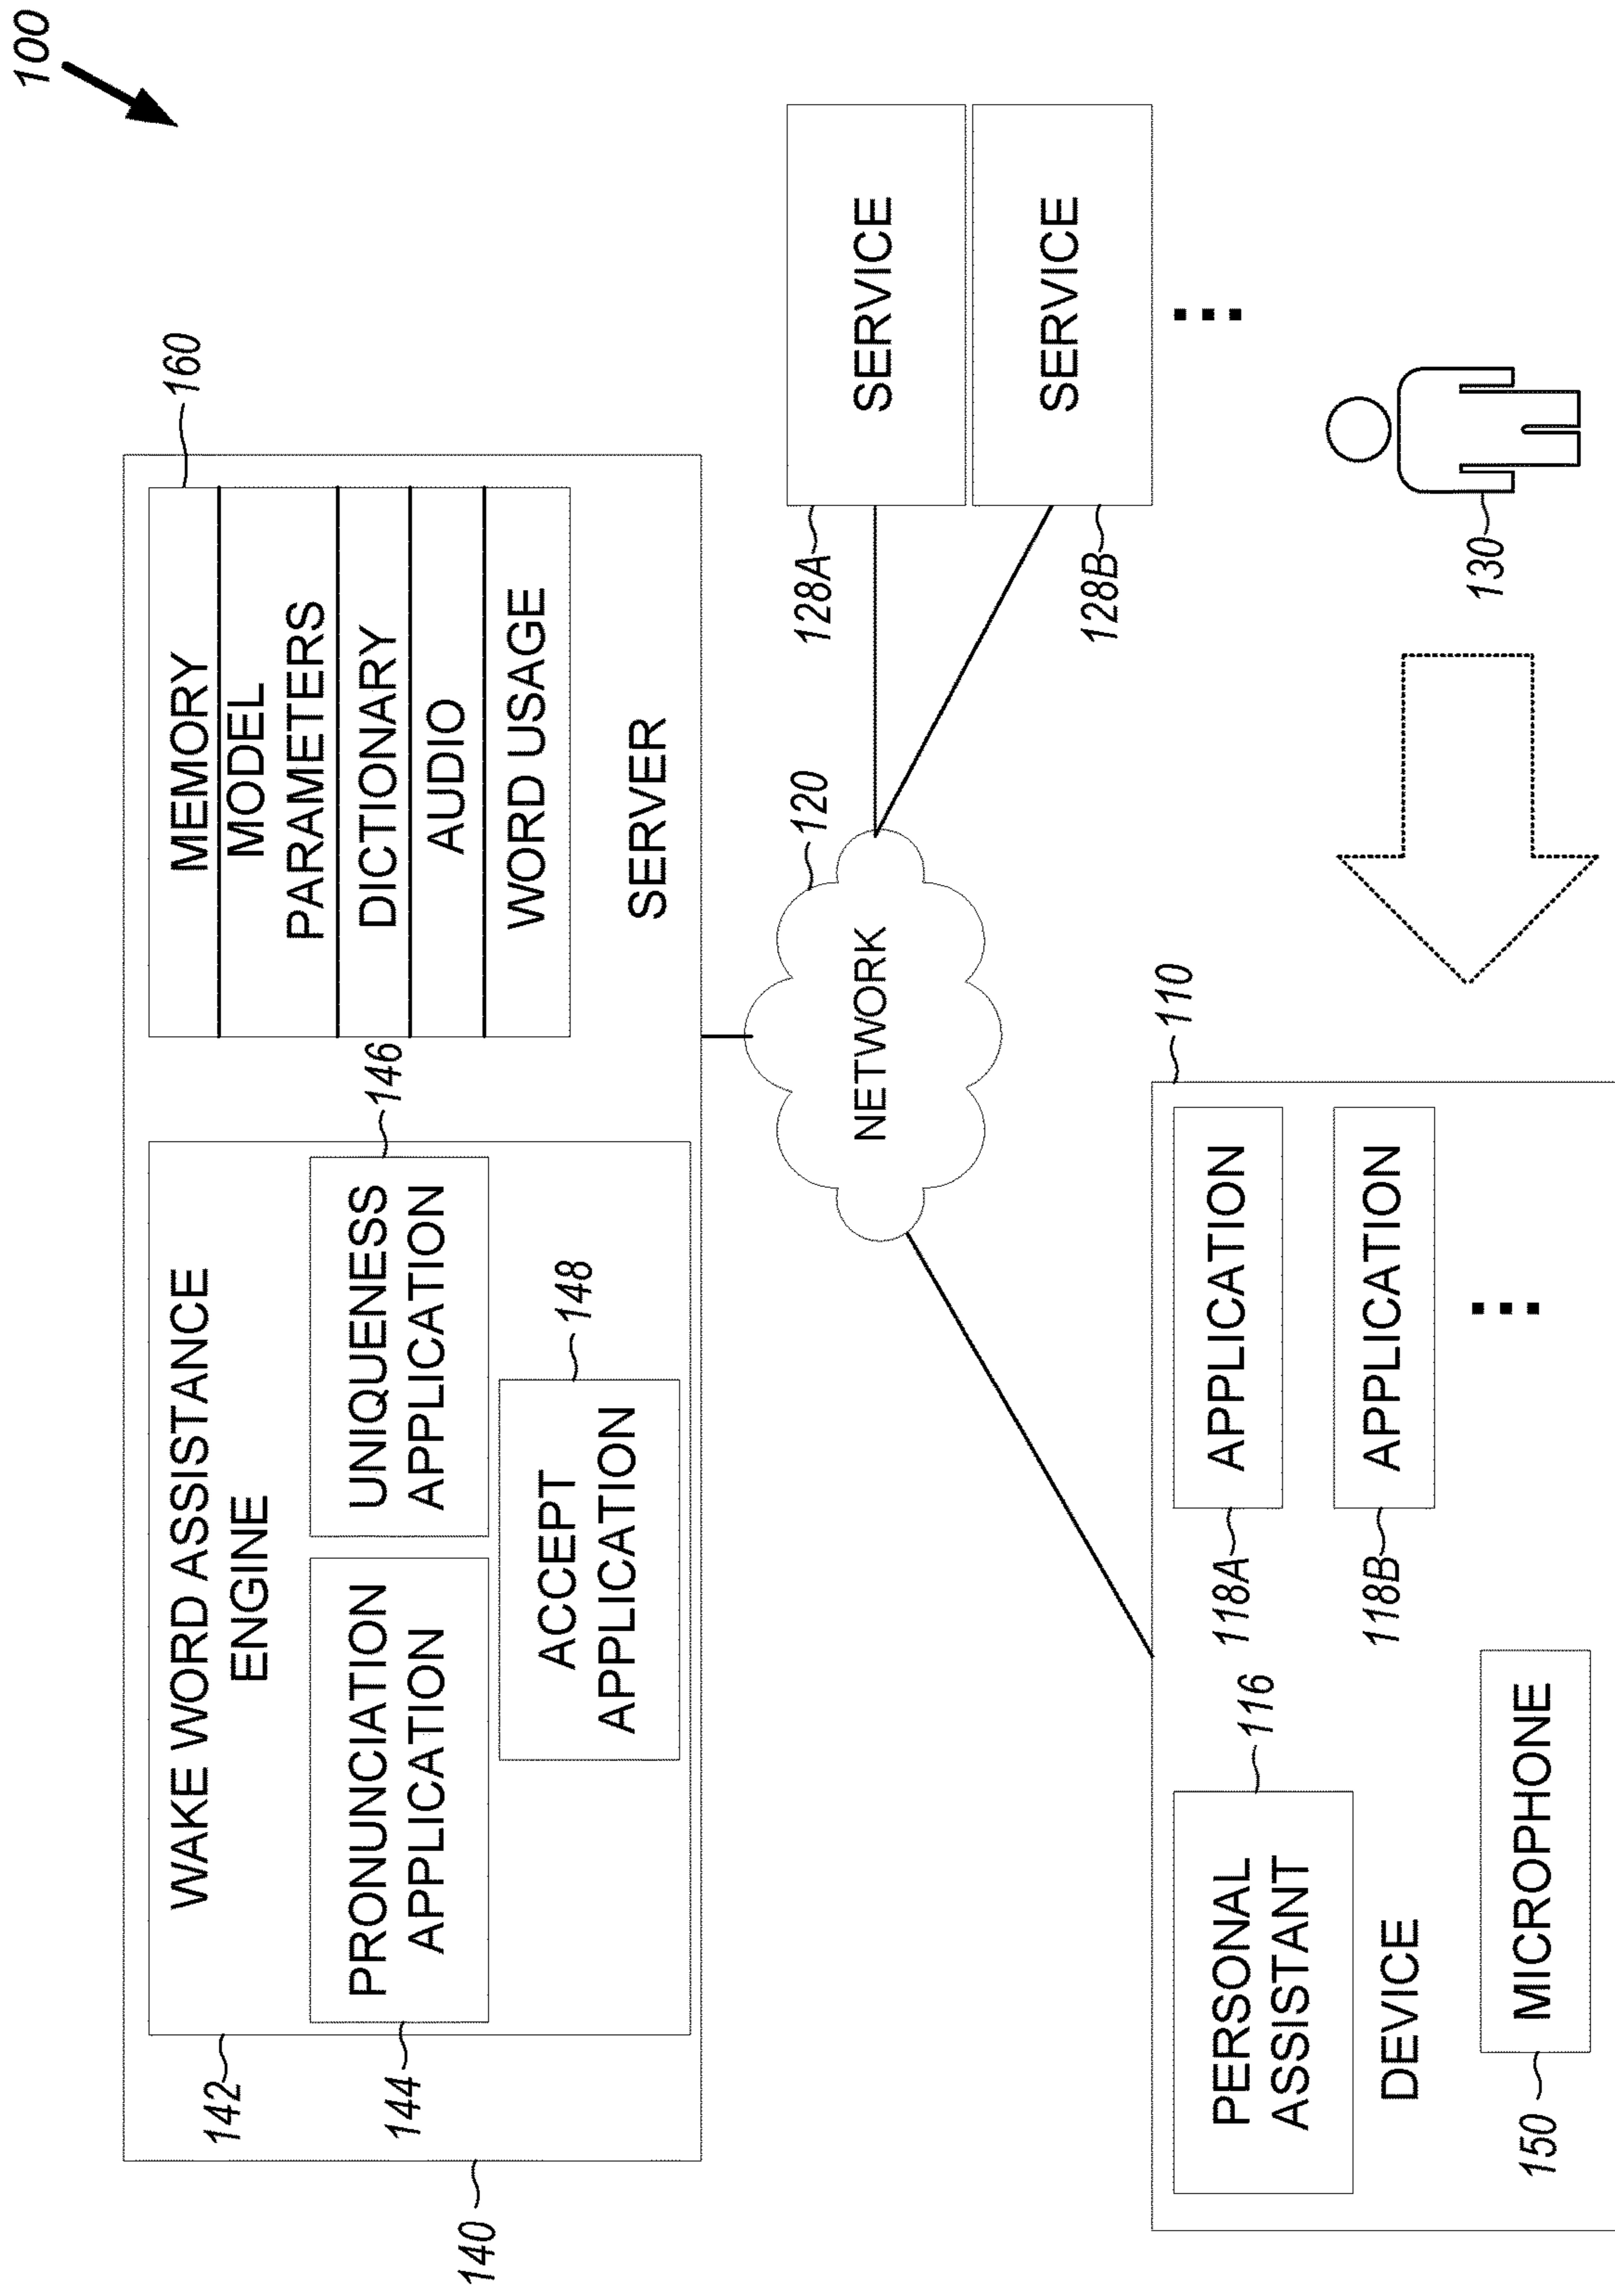 100
WAKE WORD ASSISTANCE
ENGINE
142
PRONUNCIATION
APPLICATION
144
UNIQUENESS
APPLICATION
146
ACCEPT
APPLICATION
148
MEMORY
160
MODEL
PARAMETERS
DICTIONARY
AUDIO
WORD USAGE
SERVER
140
NETWORK
120
128A
SERVICE
128B
SERVICE
PERSONAL
ASSISTANT
116
DEVICE
110
118A
APPLICATION
118B
APPLICATION
150
MICROPHONE
130